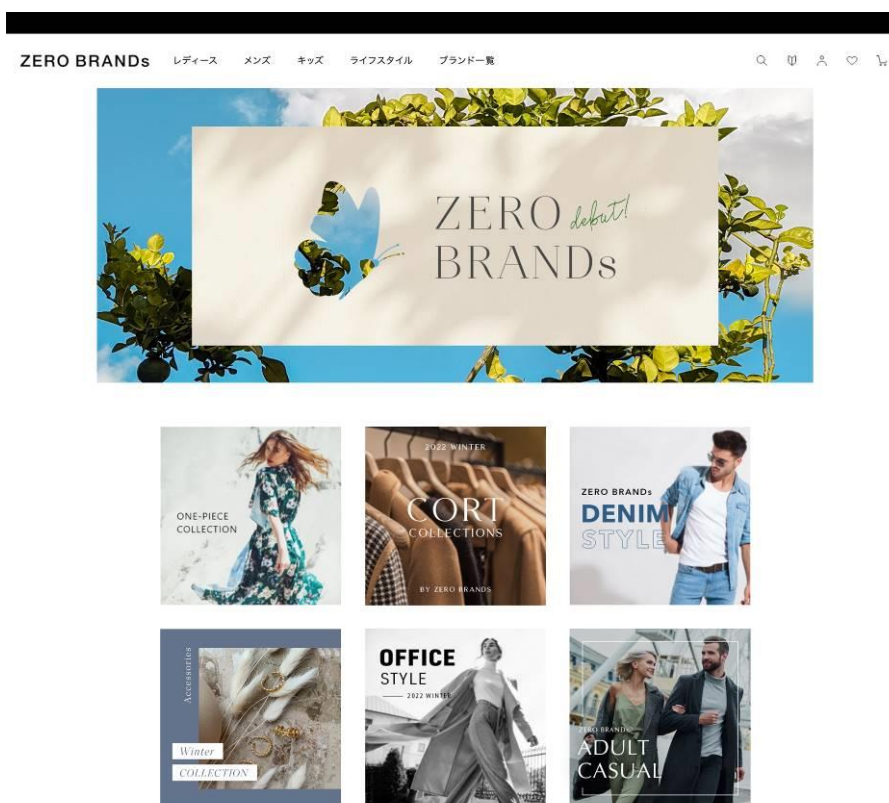 ZERO BRANDs
レディース
メンズ
キッズ
ライフスタイル
ブランド一覧
ZERO debut!
BRANDs
ONE-PIECE
COLLECTION
2022 WINTER
CORT
COLLECTIONS
BY ZERO BRANDS
ZERO BRANDs
DENIM
STYLE
Accessories
Winter
COLLECTION
OFFICE
STYLE
2022 WINTER
ZERO BRANDs
ADULT
CASUAL